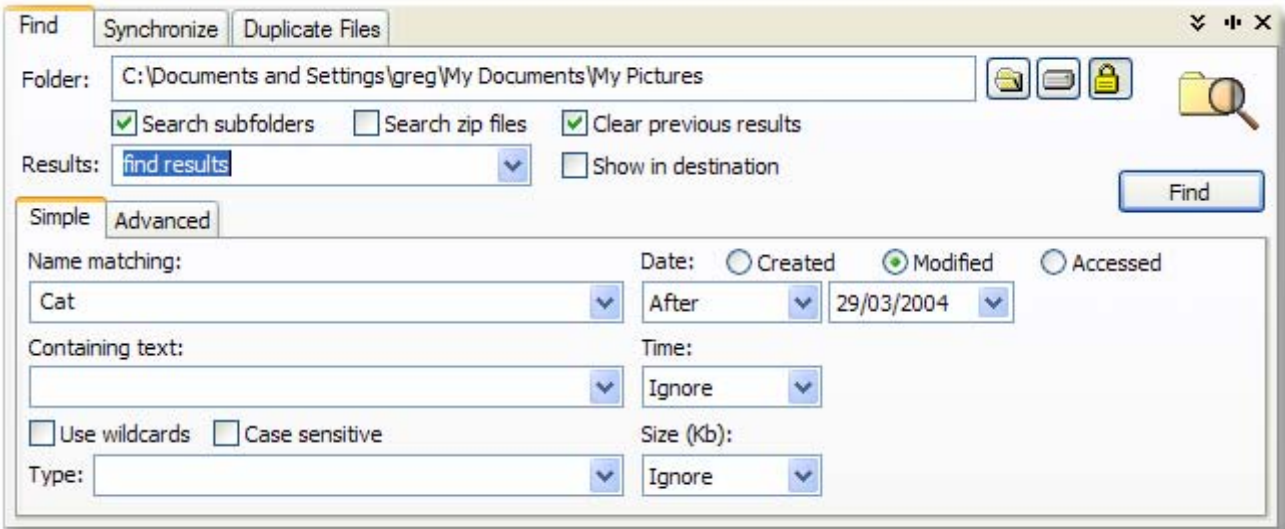 Find Synchronize Duplicate Files
Folder: C:\Documents and Settings\greg\My Documents\My Pictures
Search subfolders Search zip files Clear previous results
Results: find results Show in destination
Find
Simple Advanced
Name matching: Date: Created Modified Accessed
Cat After 29/03/2004
Containing text: Time:
Ignore
Use wildcards Case sensitive Size (Kb):
Type: Ignore